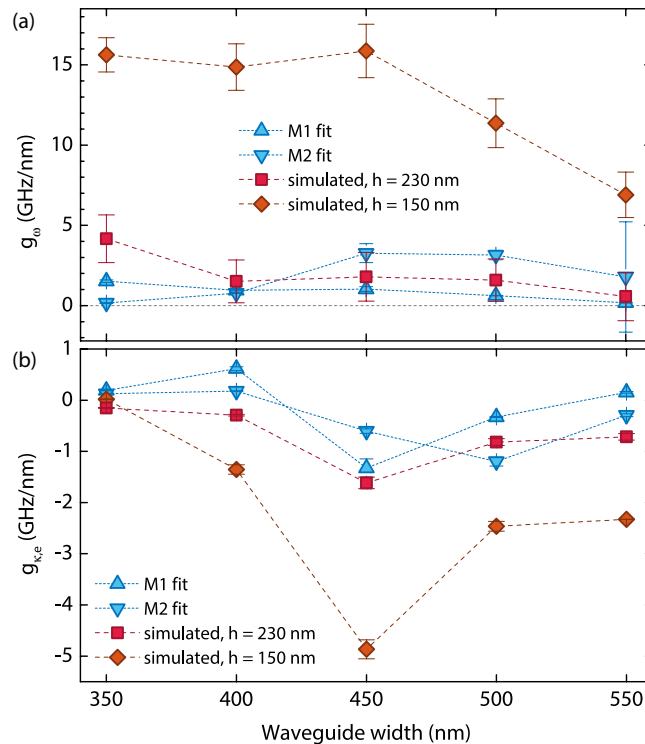 (a)
15
10
5
0
g_ω (GHz/nm)
M1 fit
M2 fit
simulated, h = 230 nm
simulated, h = 150 nm
(b)
1
0
-1
-2
-3
-4
-5
g_κ,e (GHz/nm)
M1 fit
M2 fit
simulated, h = 230 nm
simulated, h = 150 nm
350 400 450 500 550
Waveguide width (nm)